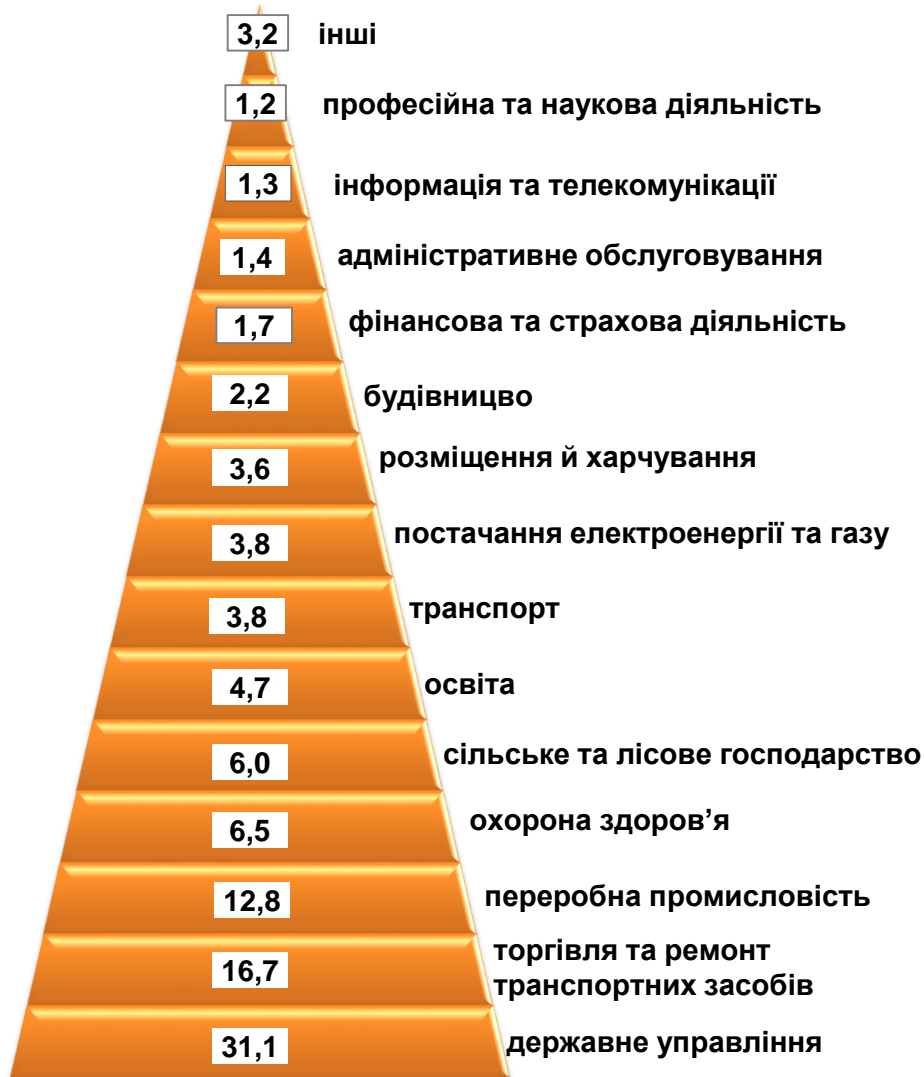 3,2 інші
1,2 професійна та наукова діяльність
1,3 інформація та телекомунікації
1,4 адміністративне обслуговування
1,7 фінансова та страхова діяльність
2,2 будівницво
3,6 розміщення й харчування
3,8 постачання електроенергії та газу
3,8 транспорт
4,7 освіта
6,0 сільське та лісове господарство
6,5 охорона здоров’я
12,8 переробна промисловість
16,7 торгівля та ремонт
транспортних засобів
31,1 державне управління